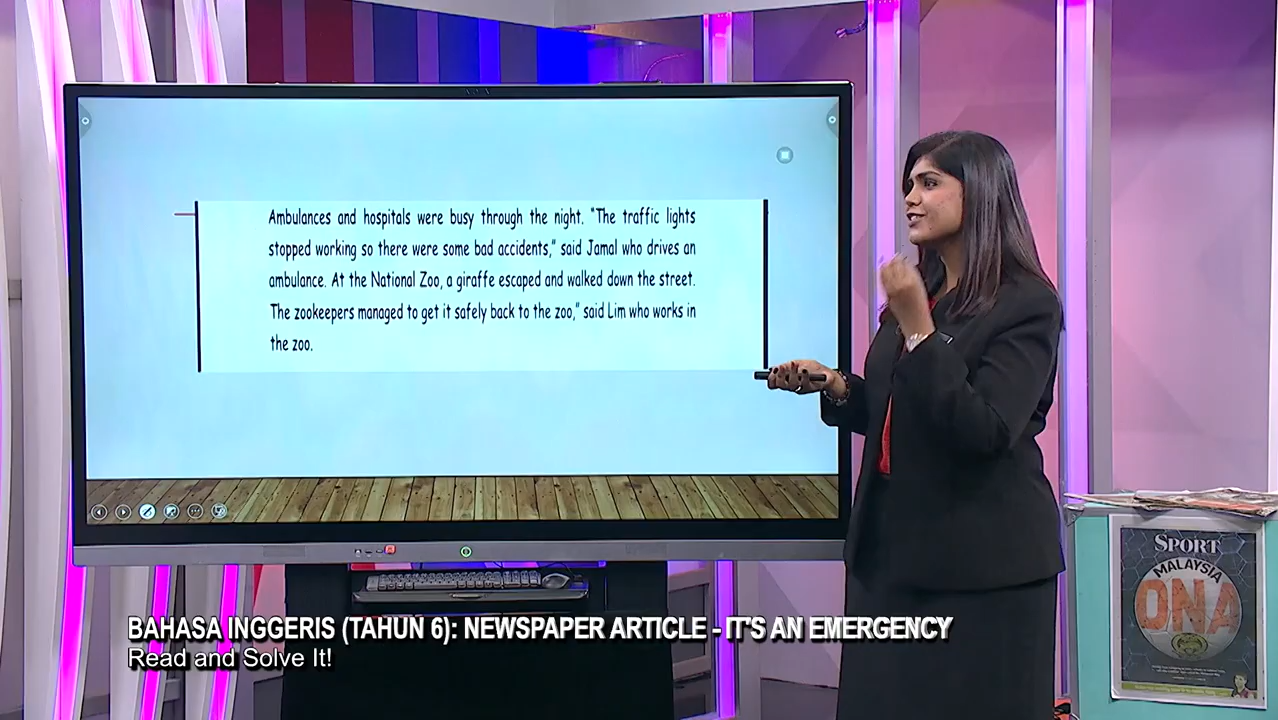 Ambulances and hospitals were busy through the night. "The traffic lights
stopped working so there were some bad accidents," said Jamal who drives an
ambulance. At the National Zoo, a giraffe escaped and walked down the street.
The zookeepers managed to get it safely back to the zoo," said Lim who works in
the zoo.
SPORT
MALAYSIA
DNA
BAHASA INGGERIS (TAHUN 6): NEWSPAPER ARTICLE - IT'S AN EMERGENCY
Read and Solve It!